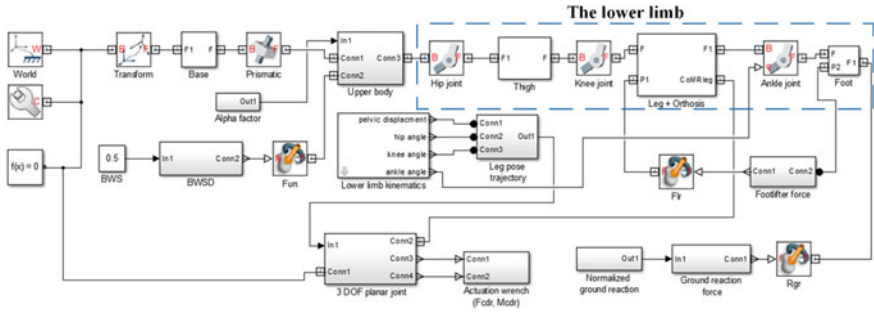 The lower limb
World
Transform
Base
Prismatic
In1
Conn1
Conn2
Conn3
Upper body
Hip joint
F1
Thigh
Knee joint
F
P1
F1
CoMRleg
Leg + Orthosis
Ankle joint
F
P2
F1
Foot
Out1
Alpha factor
f(x) = 0
0.5
BWS
In1
Conn2
BWSD
Fun
pelvic displacment
hip angle
knee angle
ankle angle
Lower limb kinematics
Conn1
Conn2
Conn3
Out1
Leg pose
trajectory
Flr
Conn1
Conn2
Footlifter force
In1
Conn1
Conn2
Conn3
Conn4
3 DOF planar joint
Conn1
Conn2
Actuation wrench
(Fcdr, Mcdr)
Out1
Normalized
ground reaction
In1
Conn1
Ground reaction
force
Rgr